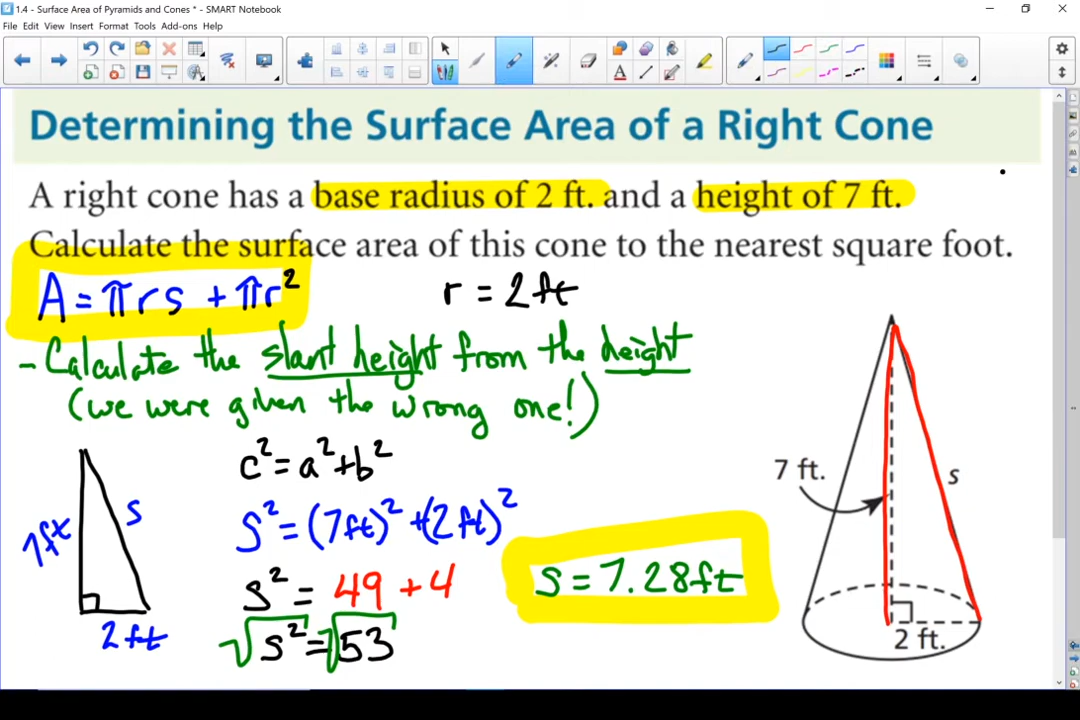 1.4 - Surface Area of Pyramids and Cones * - SMART Notebook
File Edit View Insert Format Tools Add-ons Help
Determining the Surface Area of a Right Cone
A right cone has a base radius of 2 ft. and a height of 7 ft.
Calculate the surface area of this cone to the nearest square foot.
A = πrs + πr²
r = 2ft
- Calculate the slant height from the height
(we were given the wrong one!)
7ft
s
2 ft
c² = a² + b²
s² = (7ft)² + (2ft)²
s² = 49 + 4
√s² = √53
s = 7.28ft
7 ft.
s
2 ft.